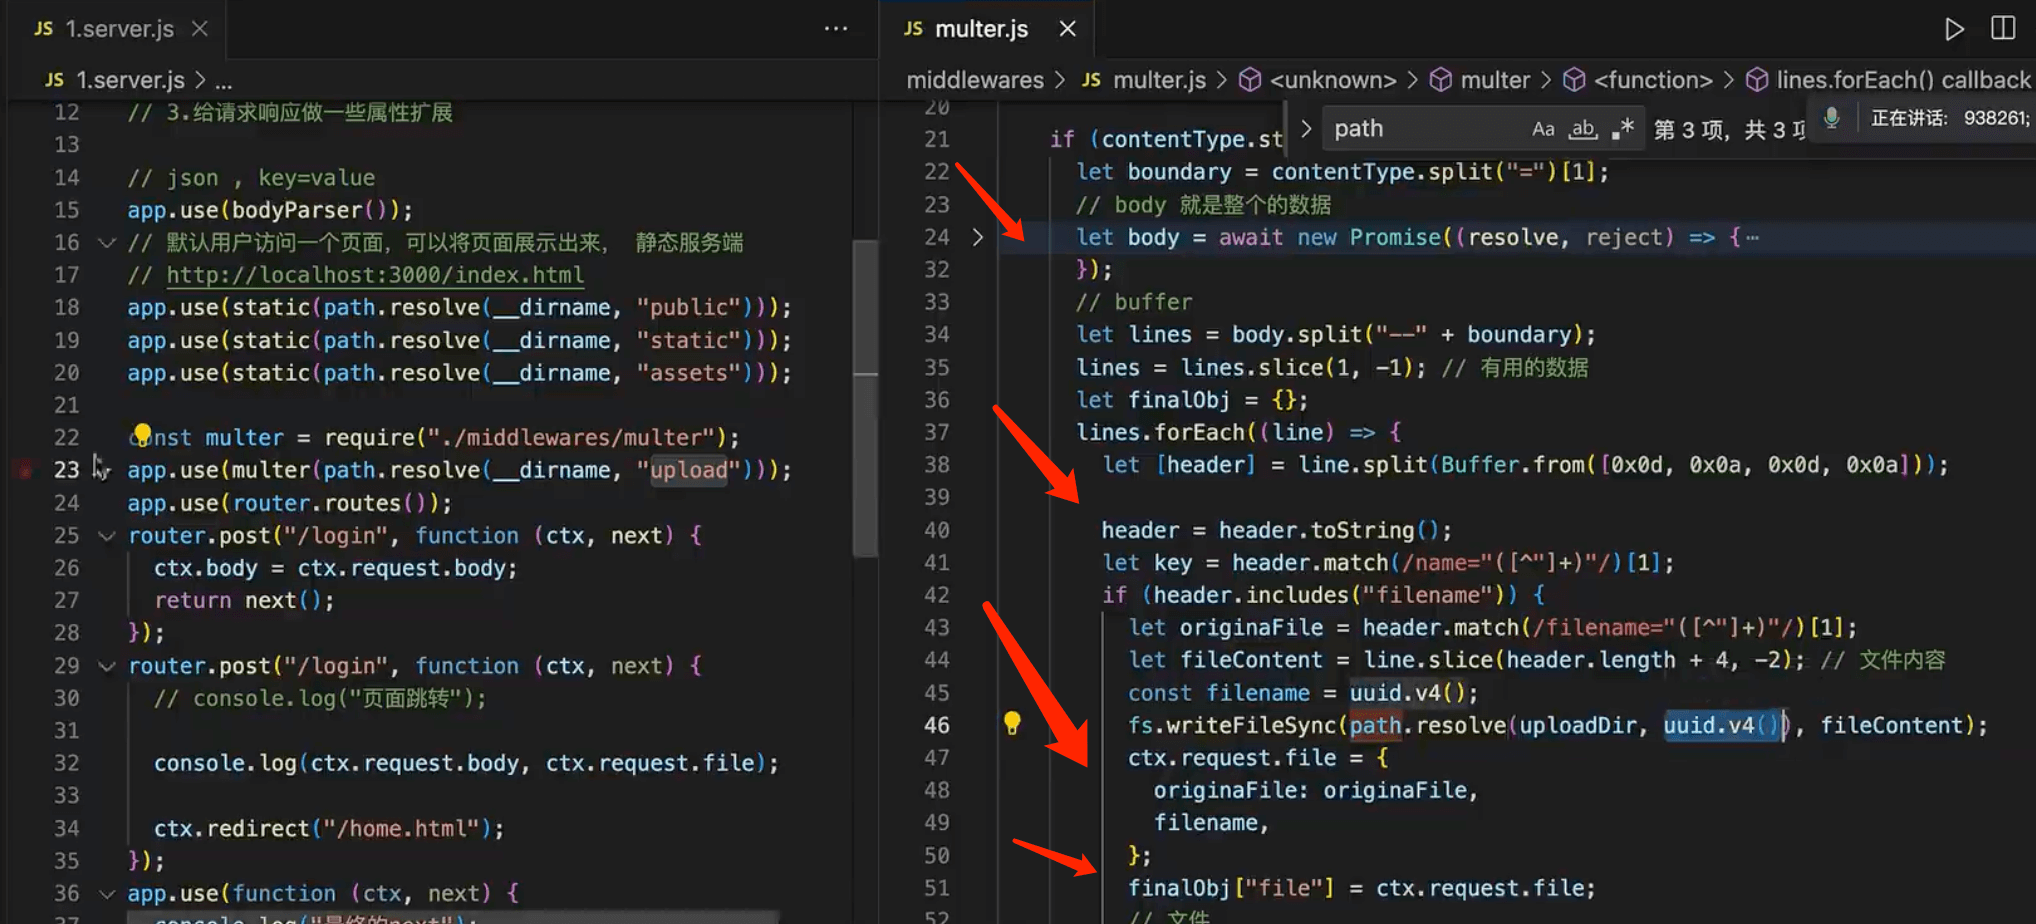 JS 1.server.js
JS 1.server.js > ...
12 // 3.给请求响应做一些属性扩展
13
14 // json , key=value
15 app.use(bodyParser());
16 // 默认用户访问一个页面，可以将页面展示出来， 静态服务端
17 // http://localhost:3000/index.html
18 app.use(static(path.resolve(__dirname, "public")));
19 app.use(static(path.resolve(__dirname, "static")));
20 app.use(static(path.resolve(__dirname, "assets")));
21
22 const multer = require("./middlewares/multer");
23 app.use(multer(path.resolve(__dirname, "upload")));
24 app.use(router.routes());
25 router.post("/login", function (ctx, next) {
26 ctx.body = ctx.request.body;
27 return next();
28 });
29 router.post("/login", function (ctx, next) {
30 // console.log("页面跳转");
31
32 console.log(ctx.request.body, ctx.request.file);
33
34 ctx.redirect("/home.html");
35 });
36 app.use(function (ctx, next) {
37 console.log("最终的next");
JS multer.js
middlewares > JS multer.js > <unknown> > multer > <function> > lines.forEach() callback
path Aa ab .* 第 3 项，共 3 项
正在讲话: 938261;
20
21 if (contentType.st
22 let boundary = contentType.split("=")[1];
23 // body 就是整个的数据
24 let body = await new Promise((resolve, reject) => { ⋯
32 });
33 // buffer
34 let lines = body.split("--" + boundary);
35 lines = lines.slice(1, -1); // 有用的数据
36 let finalObj = {};
37 lines.forEach((line) => {
38 let [header] = line.split(Buffer.from([0x0d, 0x0a, 0x0d, 0x0a]));
39
40 header = header.toString();
41 let key = header.match(/name="([^"]+)"/)[1];
42 if (header.includes("filename")) {
43 let originaFile = header.match(/filename="([^"]+)"/)[1];
44 let fileContent = line.slice(header.length + 4, -2); // 文件内容
45 const filename = uuid.v4();
46 fs.writeFileSync(path.resolve(uploadDir, uuid.v4()), fileContent);
47 ctx.request.file = {
48 originaFile: originaFile,
49 filename,
50 };
51 finalObj["file"] = ctx.request.file;
52 // 文件